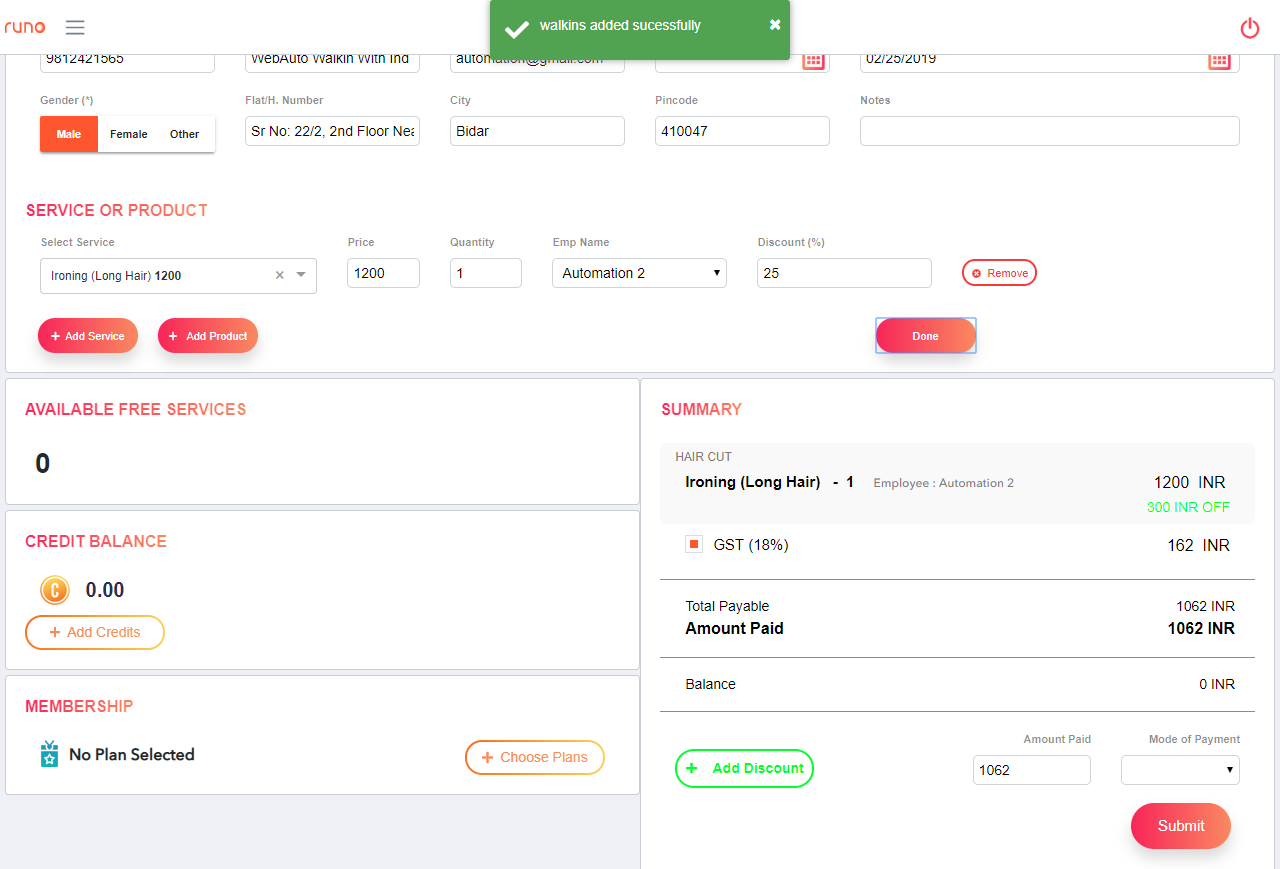 runo
walkins added sucessfully
9812421565 WebAuto Walkin With Ind automation@gmail.com 02/25/2019
Gender (*) Flat/H. Number City Pincode Notes
Male Female Other Sr No: 22/2, 2nd Floor Nea Bidar 410047
SERVICE OR PRODUCT
Select Service Price Quantity Emp Name Discount (%)
Ironing (Long Hair) 1200 1200 1 Automation 2 25 Remove
+ Add Service + Add Product Done
AVAILABLE FREE SERVICES
0
CREDIT BALANCE
C 0.00
+ Add Credits
MEMBERSHIP
No Plan Selected + Choose Plans
SUMMARY
HAIR CUT
Ironing (Long Hair) - 1 Employee : Automation 2 1200 INR
300 INR OFF
GST (18%) 162 INR
Total Payable 1062 INR
Amount Paid 1062 INR
Balance 0 INR
Amount Paid Mode of Payment
+ Add Discount 1062
Submit